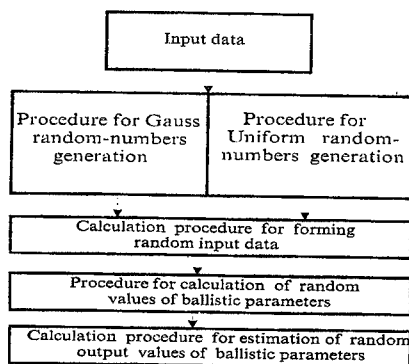 Input data
Procedure for Gauss
random-numbers
generation
Procedure for
Uniform random-
numbers generation
Calculation procedure for forming
random input data
Procedure for calculation of random
values of ballistic parameters
Calculation procedure for estimation of random
output values of ballistic parameters